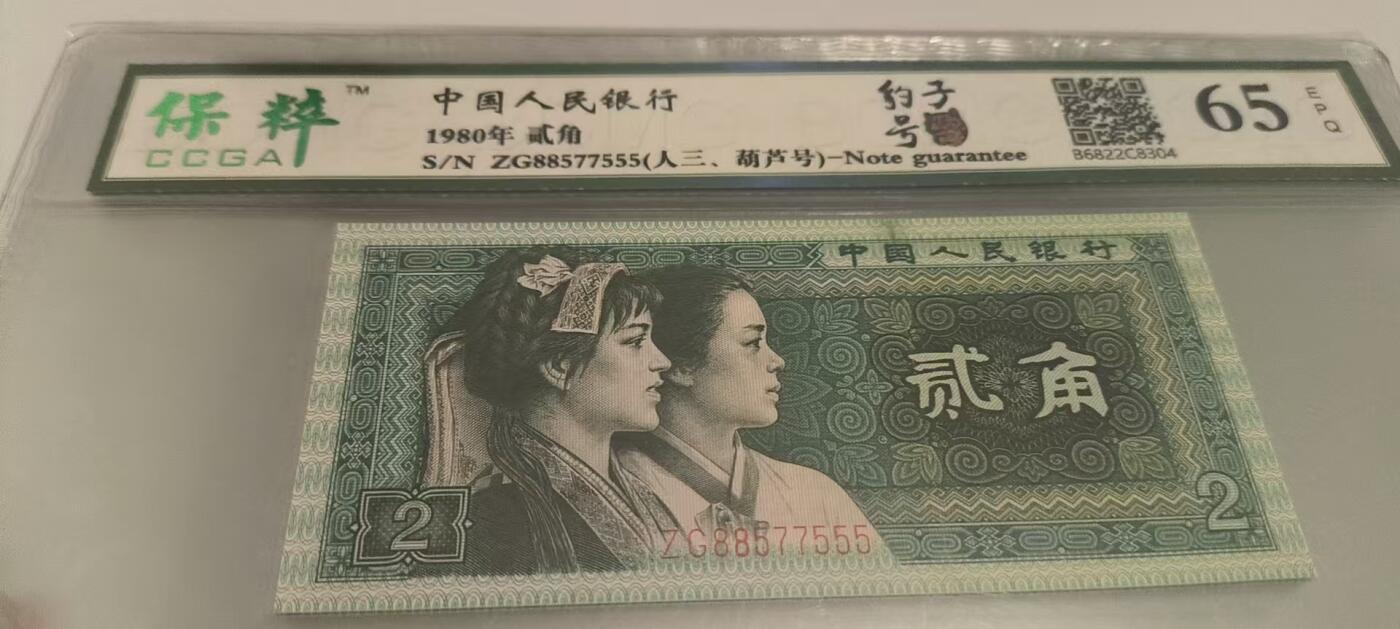 保粹™
CCGA
中国人民银行
1980年 贰角
S/N ZG88577555(人三、葫芦号)-Note guarantee
豹子
号
B6822C8304
65
EPQ
中国人民银行
贰角
2
2
ZG88577555